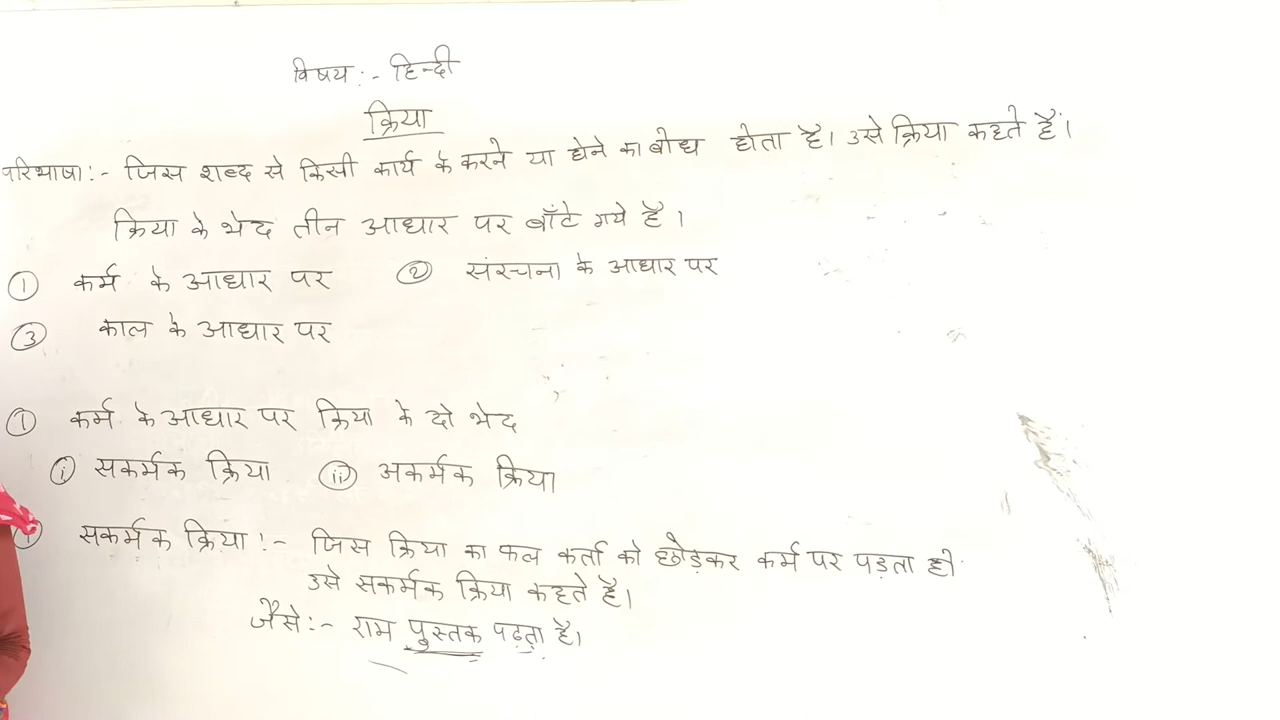 विषय :- हिन्दी
क्रिया
परिभाषा :- जिस शब्द से किसी कार्य के करने या होने का बोध होता है। उसे क्रिया कहते हैं।
क्रिया के भेद तीन आधार पर बाँटे गये है।
① कर्म के आधार पर ② संरचना के आधार पर
③ काल के आधार पर
① कर्म के आधार पर क्रिया के दो भेद
ⓘ सकर्मक क्रिया ⓘⓘ अकर्मक क्रिया
सकर्मक क्रिया :- जिस क्रिया का फल कर्ता को छोड़कर कर्म पर पड़ता हो
उसे सकर्मक क्रिया कहते है।
जैसे :- राम पुस्तक पढ़ता है।